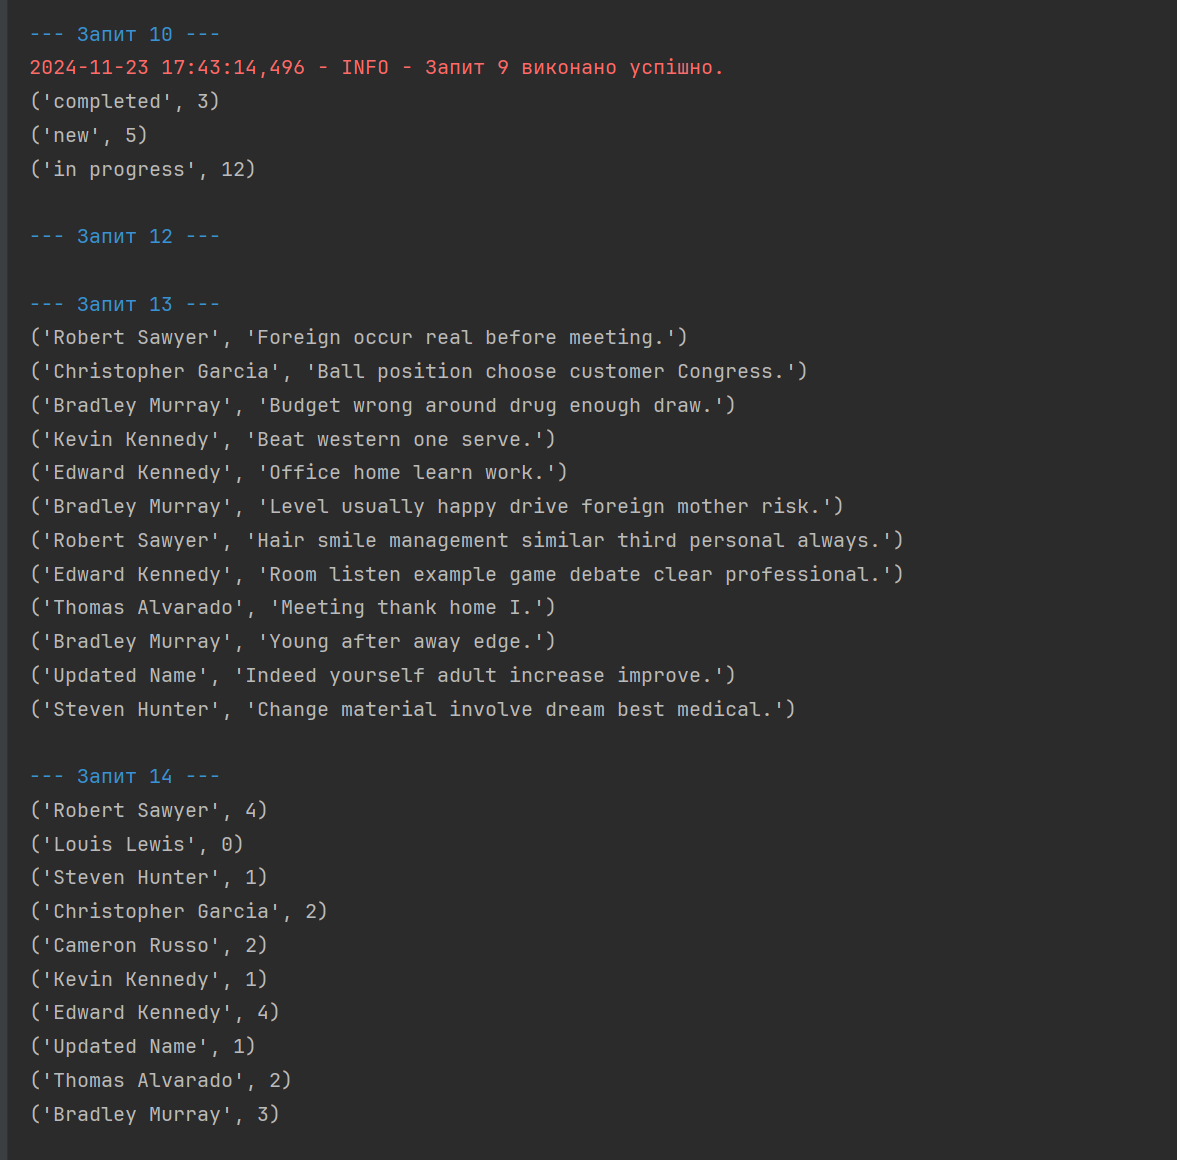 --- Запит 10 ---
2024-11-23 17:43:14,496 - INFO - Запит 9 виконано успішно.
('completed', 3)
('new', 5)
('in progress', 12)
--- Запит 12 ---
--- Запит 13 ---
('Robert Sawyer', 'Foreign occur real before meeting.')
('Christopher Garcia', 'Ball position choose customer Congress.')
('Bradley Murray', 'Budget wrong around drug enough draw.')
('Kevin Kennedy', 'Beat western one serve.')
('Edward Kennedy', 'Office home learn work.')
('Bradley Murray', 'Level usually happy drive foreign mother risk.')
('Robert Sawyer', 'Hair smile management similar third personal always.')
('Edward Kennedy', 'Room listen example game debate clear professional.')
('Thomas Alvarado', 'Meeting thank home I.')
('Bradley Murray', 'Young after away edge.')
('Updated Name', 'Indeed yourself adult increase improve.')
('Steven Hunter', 'Change material involve dream best medical.')
--- Запит 14 ---
('Robert Sawyer', 4)
('Louis Lewis', 0)
('Steven Hunter', 1)
('Christopher Garcia', 2)
('Cameron Russo', 2)
('Kevin Kennedy', 1)
('Edward Kennedy', 4)
('Updated Name', 1)
('Thomas Alvarado', 2)
('Bradley Murray', 3)